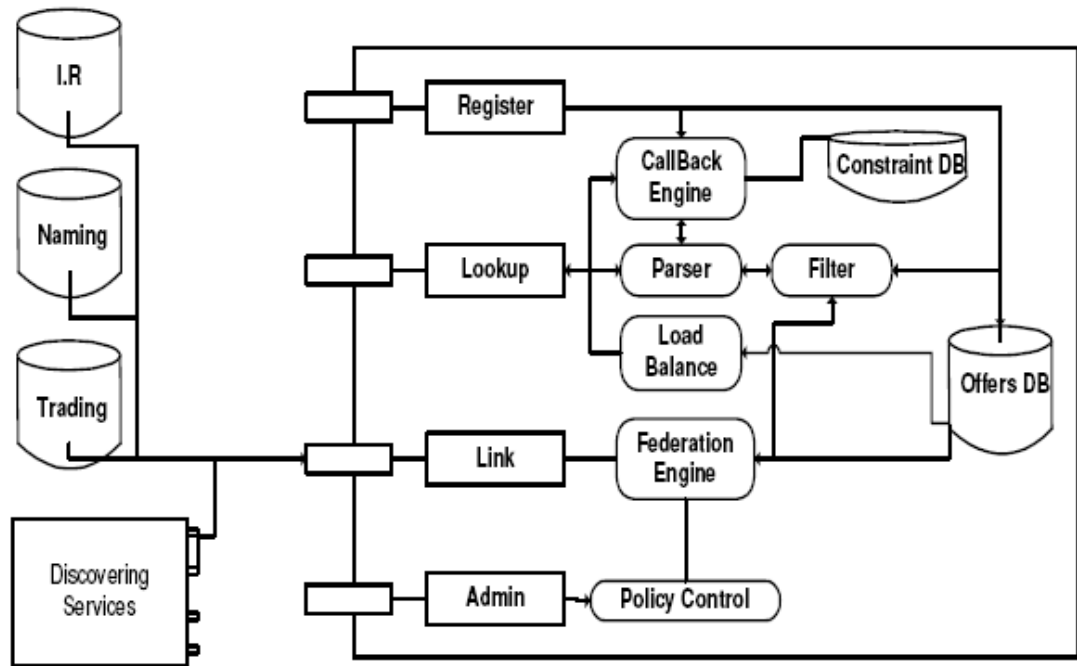 I.R
Naming
Trading
Discovering
Services
Register
CallBack
Engine
Constraint DB
Lookup
Parser
Filter
Load
Balance
Offers DB
Link
Federation
Engine
Admin
Policy Control